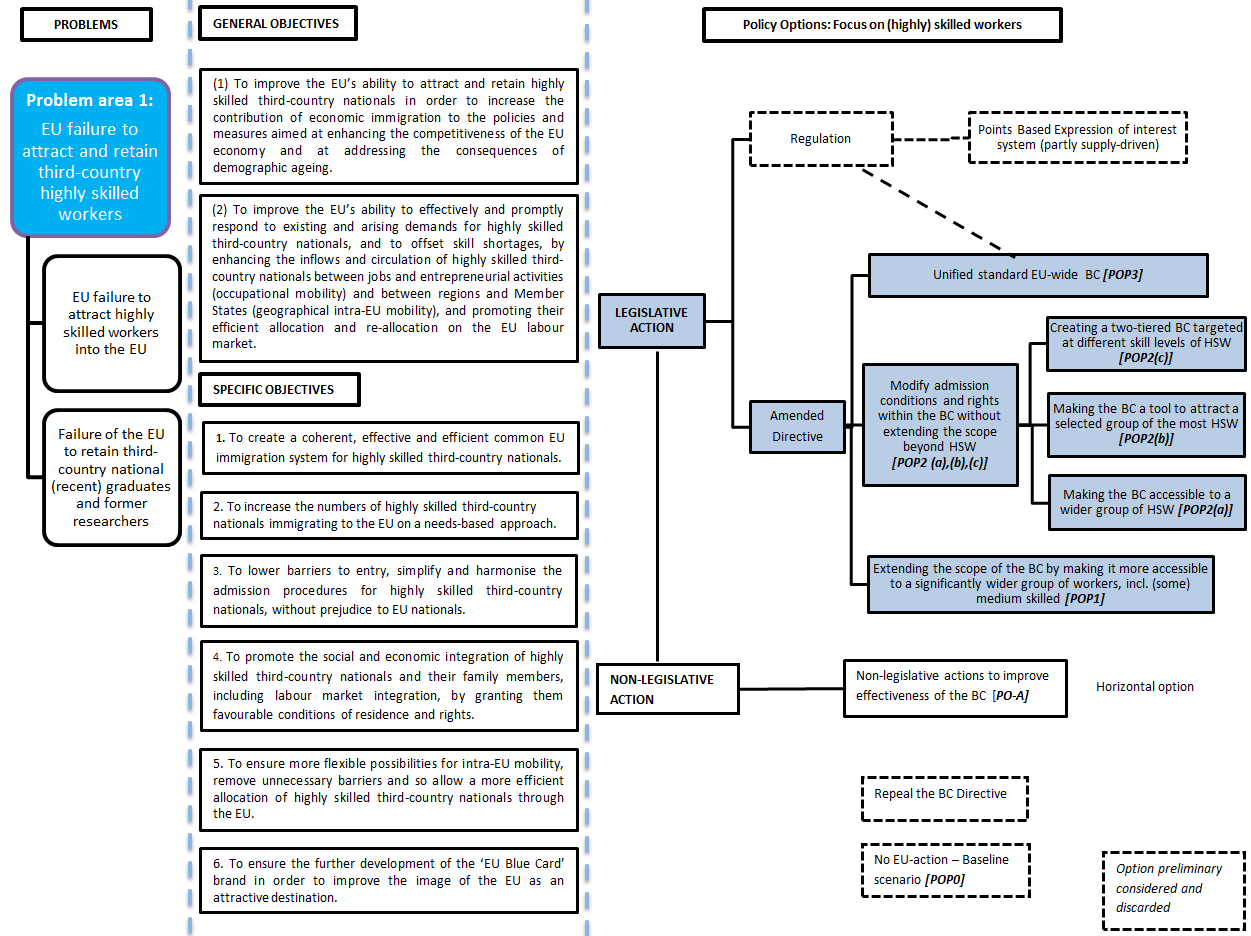 PROBLEMS
Problem area 1:
EU failure to
attract and retain
third-country
highly skilled
workers
EU failure to
attract highly
skilled workers
into the EU
Failure of the EU
to retain third-
country national
(recent) graduates
and former
researchers
GENERAL OBJECTIVES
(1) To improve the EU's ability to attract and retain highly
skilled third-country nationals in order to increase the
contribution of economic immigration to the policies and
measures aimed at enhancing the competitiveness of the EU
economy and at addressing the consequences of
demographic ageing.
(2) To improve the EU's ability to effectively and promptly
respond to existing and arising demands for highly skilled
third-country nationals, and to offset skill shortages, by
enhancing the inflows and circulation of highly skilled third-
country nationals between jobs and entrepreneurial activities
(occupational mobility) and between regions and Member
States (geographical intra-EU mobility), and promoting their
efficient allocation and re-allocation on the EU labour
market.
SPECIFIC OBJECTIVES
1. To create a coherent, effective and efficient common EU
immigration system for highly skilled third-country nationals.
2. To increase the numbers of highly skilled third-country
nationals immigrating to the EU on a needs-based approach.
3. To lower barriers to entry, simplify and harmonise the
admission procedures for highly skilled third-country
nationals, without prejudice to EU nationals.
4. To promote the social and economic integration of highly
skilled third-country nationals and their family members,
including labour market integration, by granting them
favourable conditions of residence and rights.
5. To ensure more flexible possibilities for intra-EU mobility,
remove unnecessary barriers and so allow a more efficient
allocation of highly skilled third-country nationals through
the EU.
6. To ensure the further development of the 'EU Blue Card'
brand in order to improve the image of the EU as an
attractive destination.
Policy Options: Focus on (highly) skilled workers
LEGISLATIVE
ACTION
Regulation
Points Based Expression of interest
system (partly supply-driven)
Unified standard EU-wide BC [POP3]
Amended
Directive
Modify admission
conditions and rights
within the BC without
extending the scope
beyond HSW
[POP2 (a),(b),(c)]
Creating a two-tiered BC targeted
at different skill levels of HSW
[POP2(c)]
Making the BC a tool to attract a
selected group of the most HSW
[POP2(b)]
Making the BC accessible to a
wider group of HSW [POP2(a)]
Extending the scope of the BC by making it more accessible
to a significantly wider group of workers, incl. (some)
medium skilled [POP1]
NON-LEGISLATIVE
ACTION
Non-legislative actions to improve
effectiveness of the BC [PO-A]
Horizontal option
Repeal the BC Directive
No EU-action – Baseline
scenario [POP0]
Option preliminary
considered and
discarded